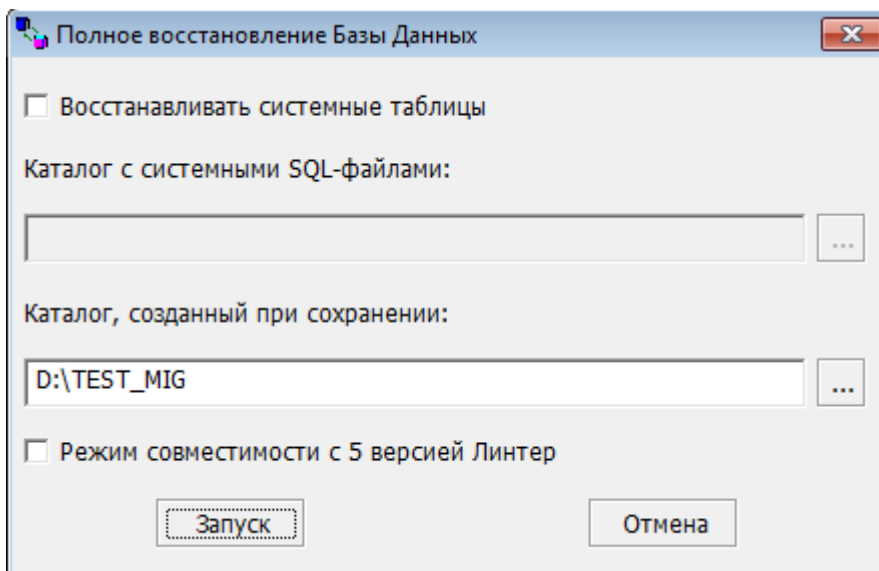 Полное восстановление Базы Данных
Восстанавливать системные таблицы
Каталог с системными SQL-файлами:
...
Каталог, созданный при сохранении:
D:\TEST_MIG
...
Режим совместимости с 5 версией Линтер
Запуск Отмена